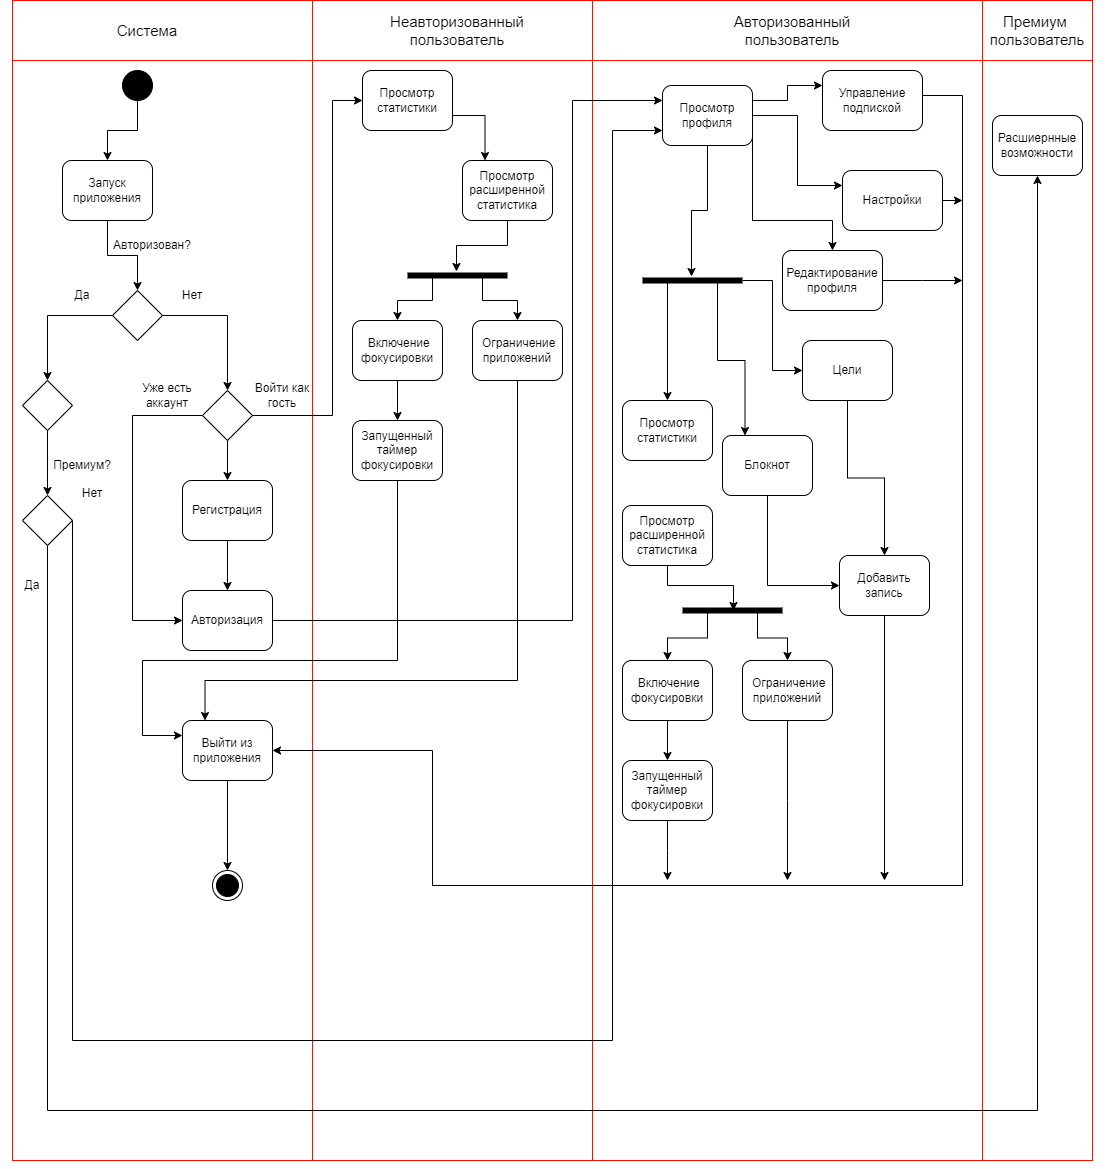 Система
Неавторизованный
пользователь
Авторизованный
пользователь
Премиум
пользователь
Запуск
приложения
Авторизован?
Да
Нет
Уже есть
аккаунт
Войти как
гость
Премиум?
Нет
Да
Регистрация
Авторизация
Выйти из
приложения
Просмотр
статистики
Просмотр
расширенной
статистика
Включение
фокусировки
Ограничение
приложений
Запущенный
таймер
фокусировки
Просмотр
профиля
Управление
подпиской
Настройки
Редактирование
профиля
Цели
Просмотр
статистики
Блокнот
Просмотр
расширенной
статистика
Добавить
запись
Включение
фокусировки
Ограничение
приложений
Запущенный
таймер
фокусировки
Расшиернные
возможности